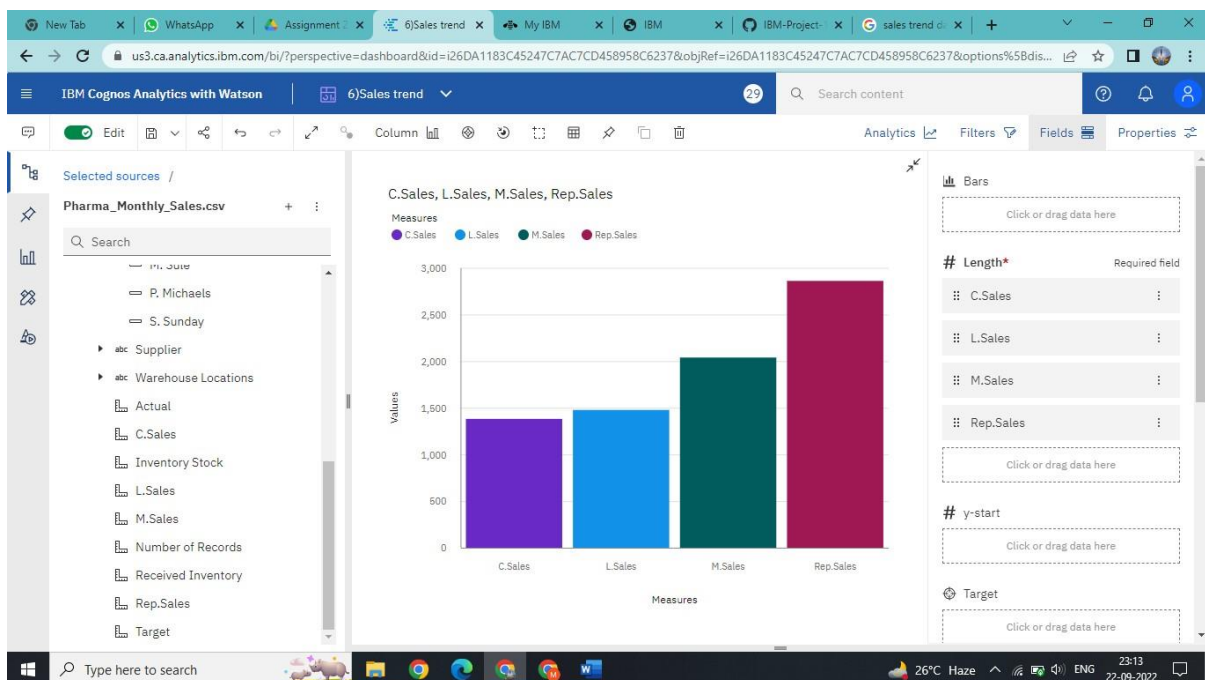 New Tab
WhatsApp
Assignment 2
6)Sales trend
My IBM
IBM
IBM-Project-
sales trend d
us3.ca.analytics.ibm.com/bi/?perspective=dashboard&id=i26DA1183C45247C7AC7CD458958C6237&objRef=i26DA1183C45247C7AC7CD458958C6237&options%5Bdis...
IBM Cognos Analytics with Watson
6)Sales trend
29
Search content
Edit
Column
Analytics
Filters
Fields
Properties
Selected sources /
Pharma_Monthly_Sales.csv
Search
M. Sule
P. Michaels
S. Sunday
abc Supplier
abc Warehouse Locations
Actual
C.Sales
Inventory Stock
L.Sales
M.Sales
Number of Records
Received Inventory
Rep.Sales
Target
C.Sales, L.Sales, M.Sales, Rep.Sales
Measures
C.Sales L.Sales M.Sales Rep.Sales
3,000
2,500
2,000
1,500
1,000
500
0
Values
C.Sales L.Sales M.Sales Rep.Sales
Measures
Bars
Click or drag data here
# Length* Required field
C.Sales
L.Sales
M.Sales
Rep.Sales
Click or drag data here
# y-start
Click or drag data here
Target
Click or drag data here
Type here to search
26°C Haze
ENG
23:13
22-09-2022